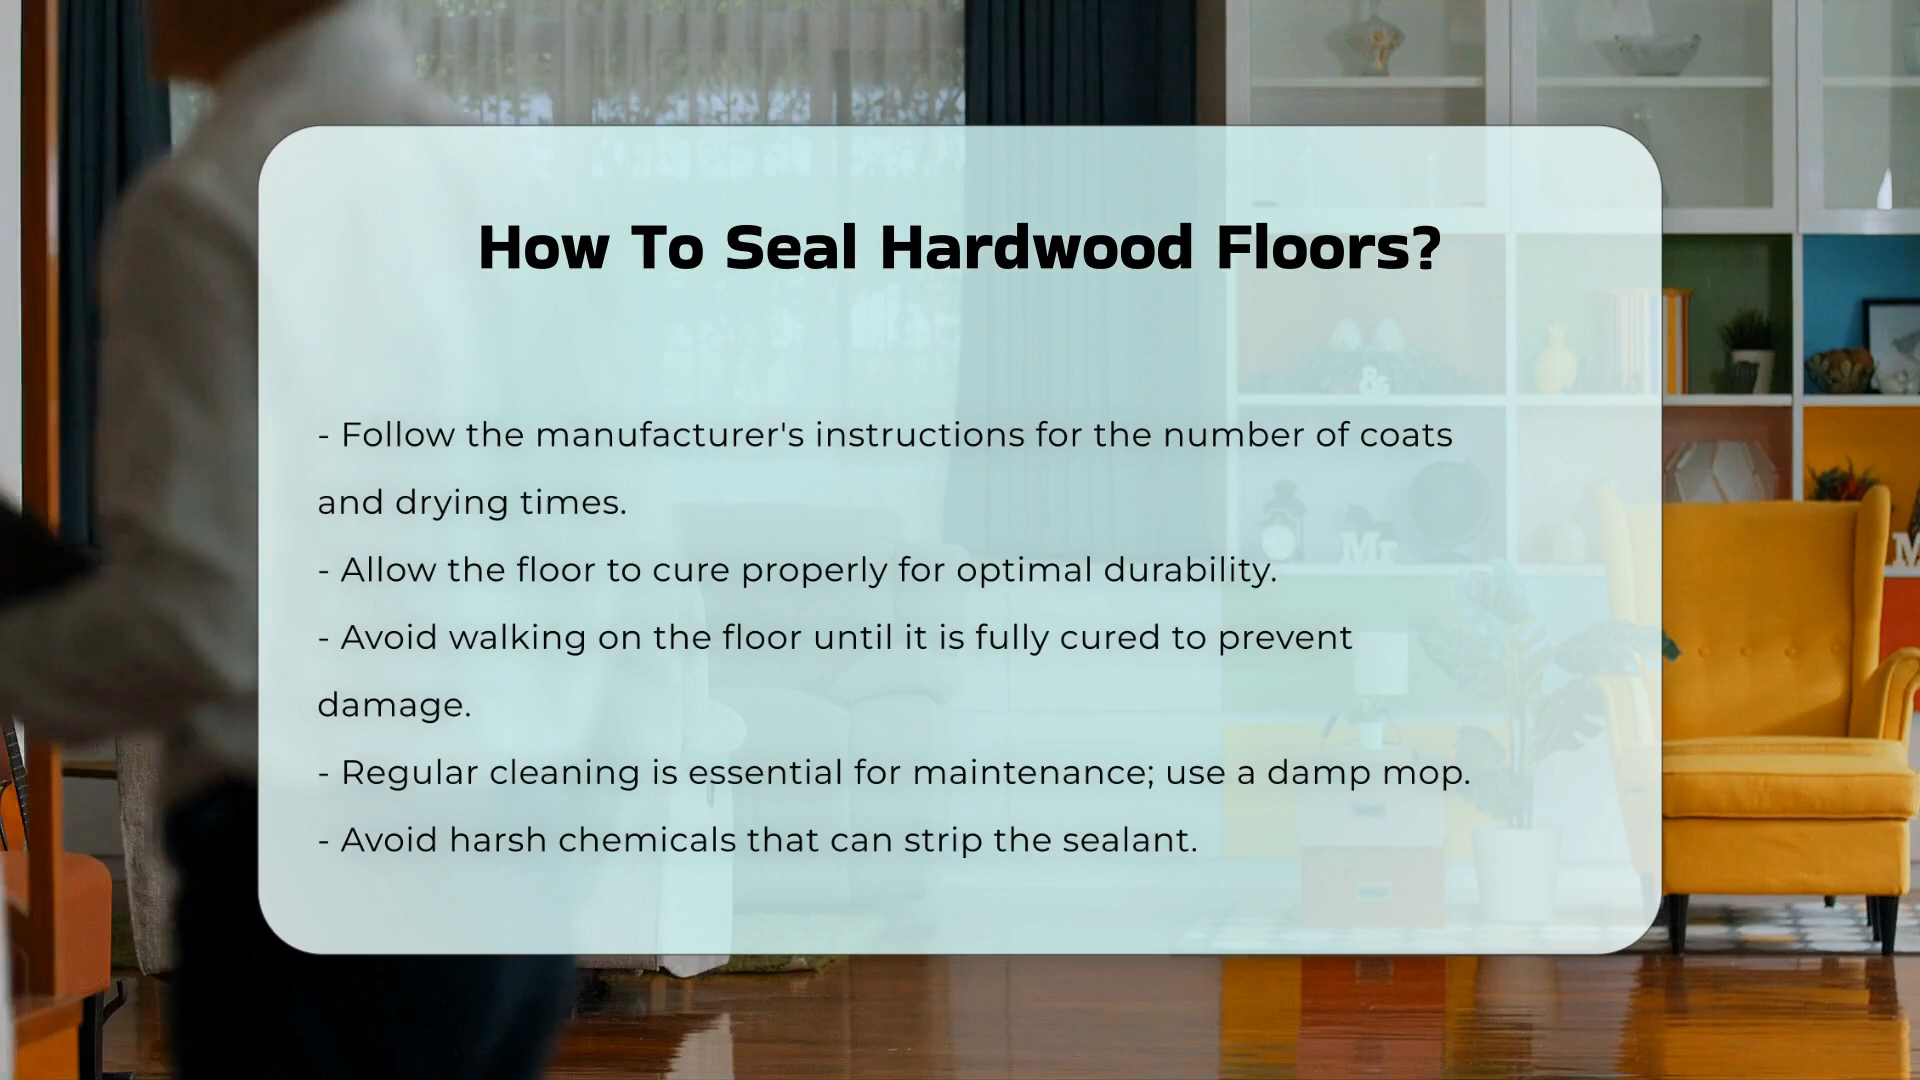 How To Seal Hardwood Floors?
- Follow the manufacturer's instructions for the number of coats
and drying times.
- Allow the floor to cure properly for optimal durability.
- Avoid walking on the floor until it is fully cured to prevent
damage.
- Regular cleaning is essential for maintenance; use a damp mop.
- Avoid harsh chemicals that can strip the sealant.
&
Mr
M